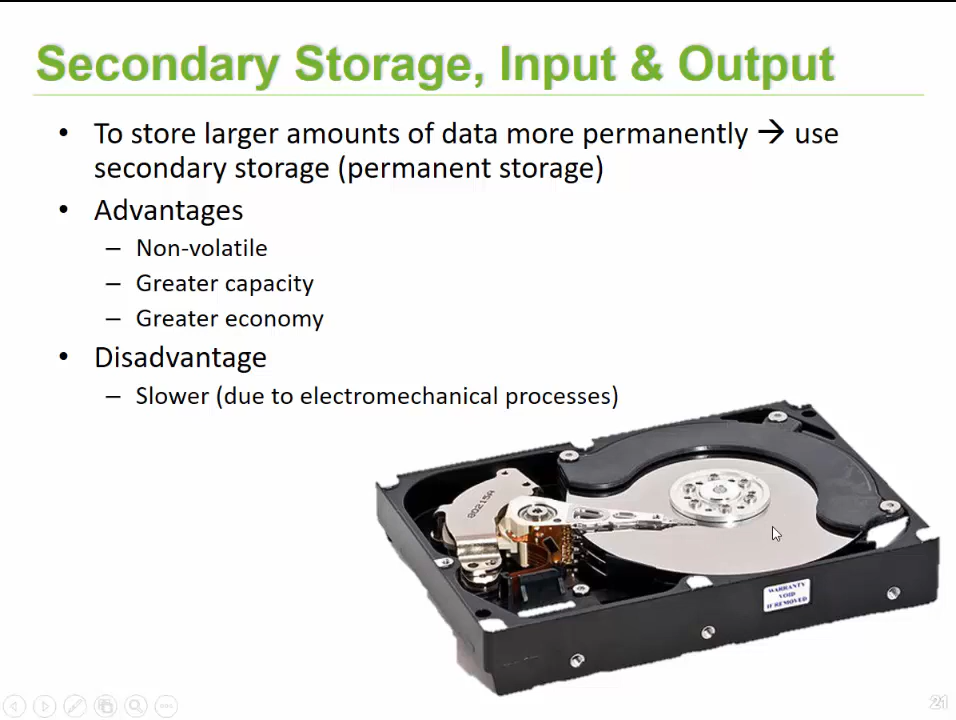 Secondary Storage, Input & Output
• To store larger amounts of data more permanently → use
secondary storage (permanent storage)
• Advantages
– Non-volatile
– Greater capacity
– Greater economy
• Disadvantage
– Slower (due to electromechanical processes)
80215A
WARRANTY
VOID
IF REMOVED
21